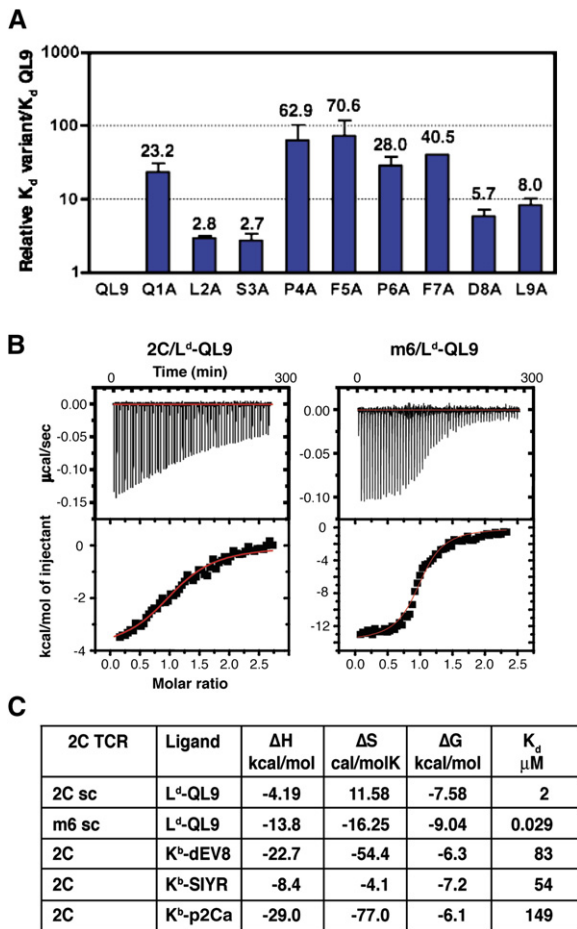 A
Relative Kd variant/Kd QL9
1000
100
10
1
23.2
2.8
2.7
62.9
70.6
28.0
40.5
5.7
8.0
QL9 Q1A L2A S3A P4A F5A P6A F7A D8A L9A
B
2C/Lᵈ-QL9
m6/Lᵈ-QL9
0 Time (min) 300
0 300
µcal/sec
0.00
-0.05
-0.10
-0.15
0.00
-0.05
-0.10
kcal/mol of injectant
0
-2
-4
0
-4
-8
-12
0.0 0.5 1.0 1.5 2.0 2.5
0.0 0.5 1.0 1.5 2.0 2.5
Molar ratio
C
2C TCR Ligand ΔH kcal/mol ΔS cal/molK ΔG kcal/mol Kd µM
2C sc Lᵈ-QL9 -4.19 11.58 -7.58 2
m6 sc Lᵈ-QL9 -13.8 -16.25 -9.04 0.029
2C Kᵇ-dEV8 -22.7 -54.4 -6.3 83
2C Kᵇ-SIYR -8.4 -4.1 -7.2 54
2C Kᵇ-p2Ca -29.0 -77.0 -6.1 149